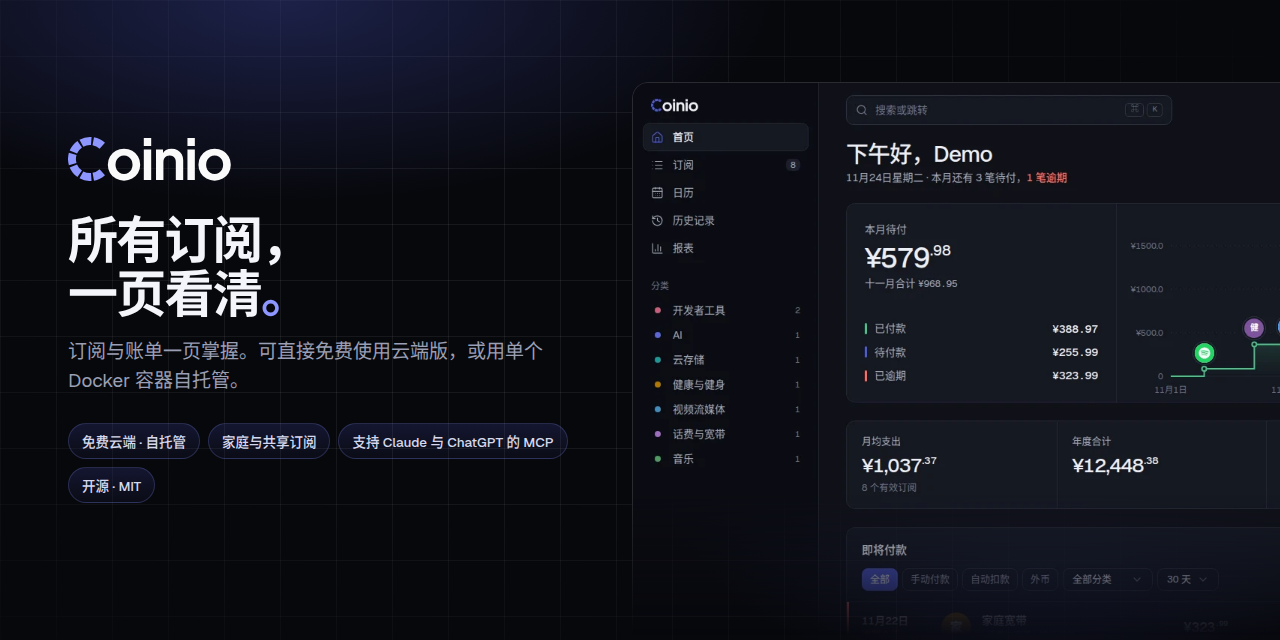 Coinio
所有订阅，
一页看清。
订阅与账单一页掌握。可直接免费使用云端版，或用单个
Docker 容器自托管。
免费云端 · 自托管
家庭与共享订阅
支持 Claude 与 ChatGPT 的 MCP
开源 · MIT
Coinio
首页
订阅 8
日历
历史记录
报表
分类
开发者工具 2
AI 1
云存储 1
健康与健身 1
视频流媒体 1
话费与宽带 1
音乐 1
搜索或跳转 ⌘ K
下午好，Demo
11月24日星期二 · 本月还有 3 笔待付，1 笔逾期
本月待付
¥579.98
十一月合计 ¥968.95
已付款 ¥388.97
待付款 ¥255.99
已逾期 ¥323.99
¥1500.0
¥1000.0
¥500.0
0
健
11月1日
月均支出
¥1,037.37
8 个有效订阅
年度合计
¥12,448.38
即将付款
全部
手动付款
自动扣款
外币
全部分类
30 天
11月22日
家庭宽带